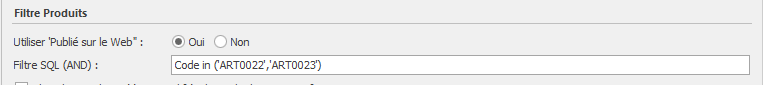 Filtre Produits
Utiliser 'Publié sur le Web" : Oui Non
Filtre SQL (AND) : Code in ('ART0022','ART0023')